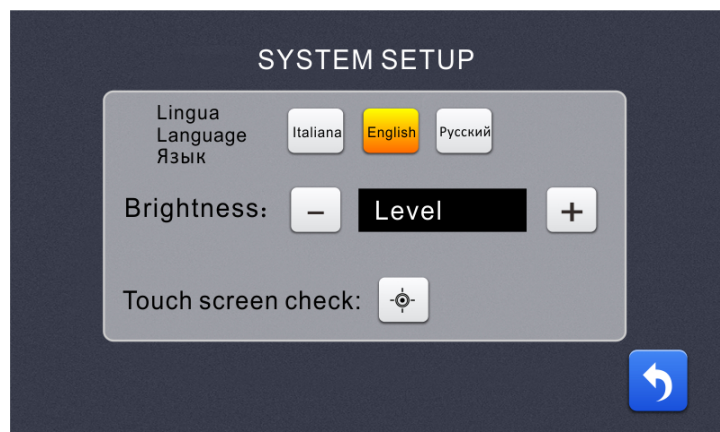 SYSTEM SETUP
Lingua
Language
Язык
Italiana
English
Русский
Brightness:
−
Level
+
Touch screen check: